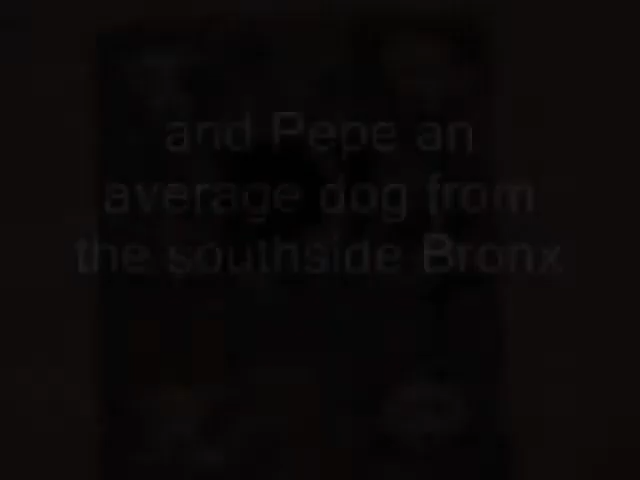 and Pepe an
average dog from
the southside Bronx